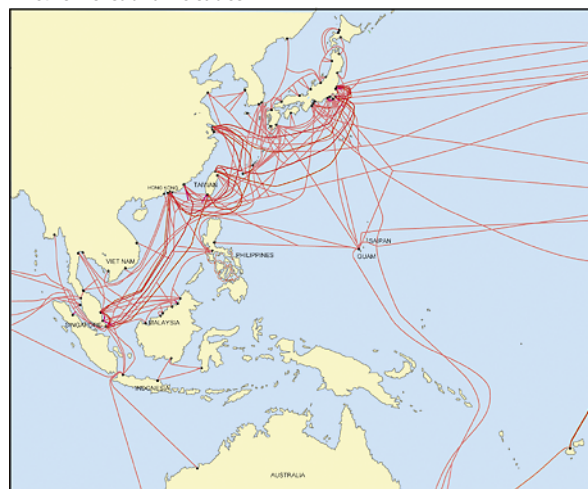 HONG KONG
TAIWAN
VIET NAM
PHILIPPINES
SAIPAN
GUAM
SINGAPORE
MALAYSIA
INDONESIA
AUSTRALIA